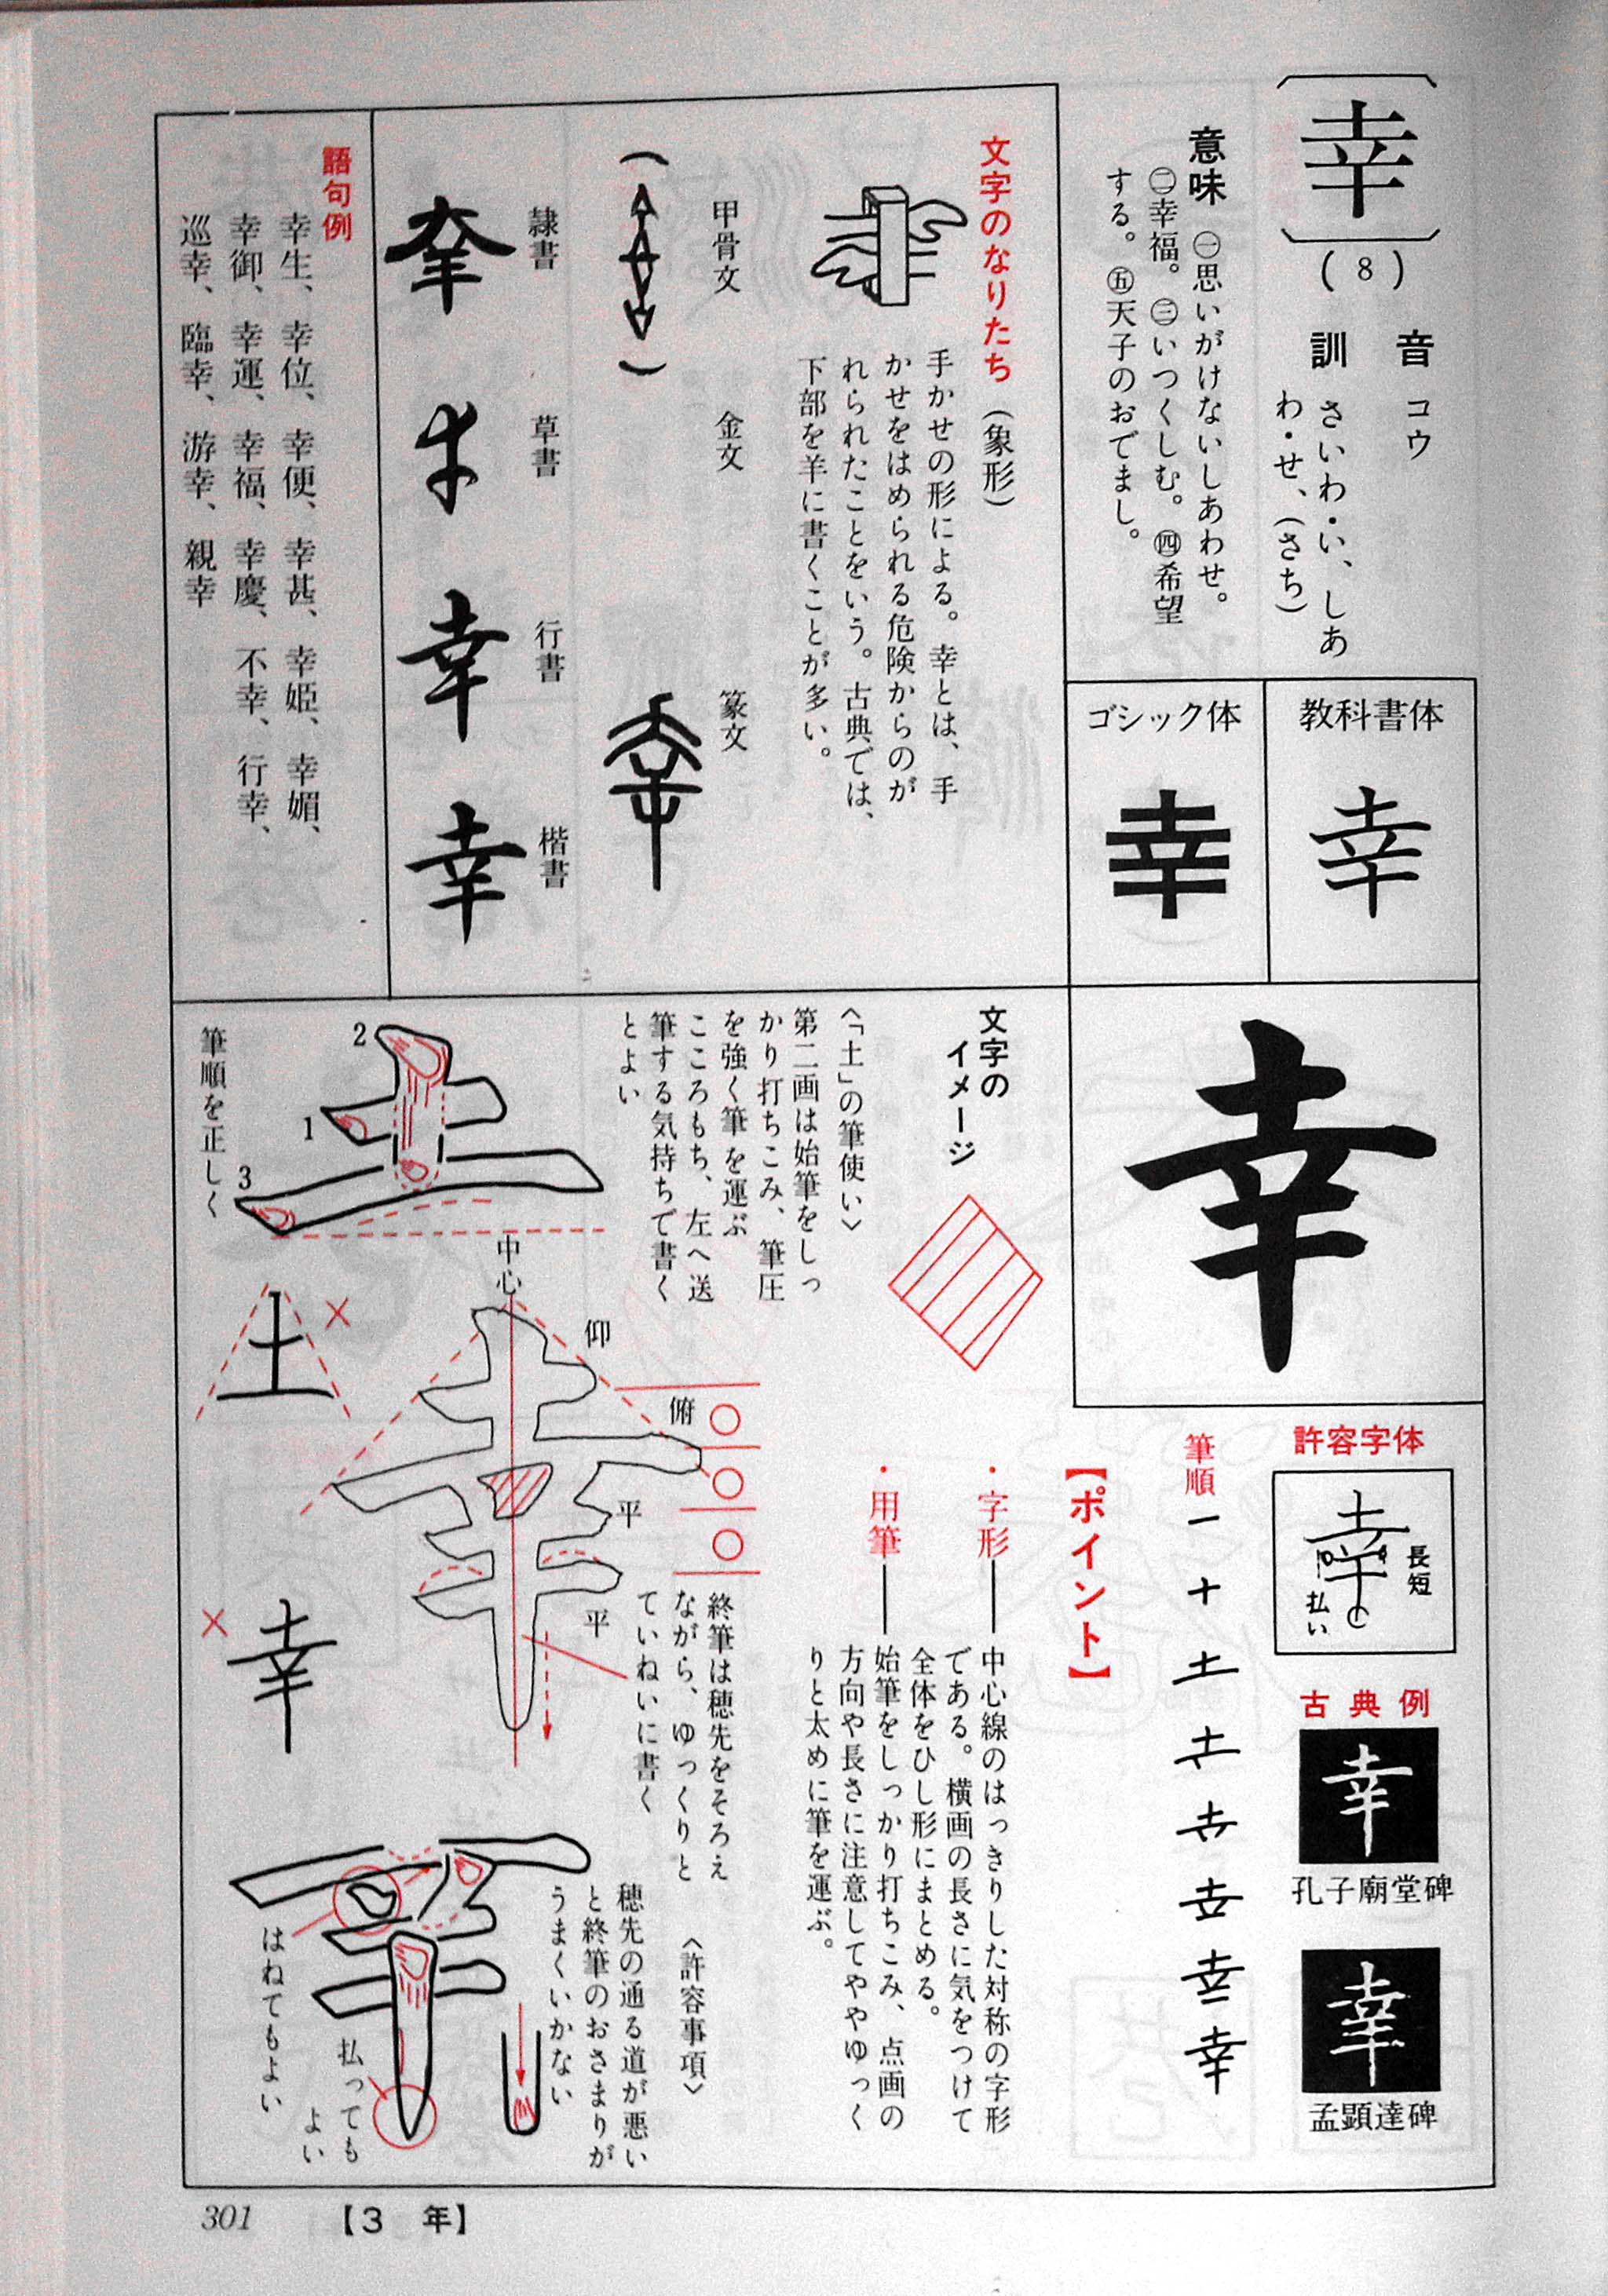 幸
(8)
音 コウ
訓 さいわ・い、しあ
わ・せ、(さち)
意味 ㊀思いがけないしあわせ。
㊁幸福。㊂いつくしむ。㊃希望
する。㊄天子のおでまし。
教科書体
幸
ゴシック体
幸
文字のなりたち(象形)
手かせの形による。幸とは、手
かせをはめられる危険からのが
れられたことをいう。古典では、
下部を羊に書くことが多い。
甲骨文
金文
篆文
隷書
草書
行書
幸
楷書
幸
語句例
幸生、幸位、幸便、幸甚、幸姫、幸媚、
幸御、幸運、幸福、幸慶、不幸、行幸、
巡幸、臨幸、游幸、親幸
幸
許容字体
幸
長短
払い
古典例
幸
孔子廟堂碑
幸
孟顕達碑
筆順
一 十 土 幸
【ポイント】
・字形——中心線のはっきりした対称の字形
である。横画の長さに気をつけて
全体をひし形にまとめる。
・用筆——始筆をしっかり打ちこみ、点画の
方向や長さに注意してややゆっく
りと太めに筆を運ぶ。
文字の
イメージ
〈「土」の筆使い〉
第二画は始筆をしっ
かり打ちこみ、筆圧
を強く筆を運ぶ
こころもち、左へ送
筆する気持ちで書く
とよい
2
1
3
筆順を正しく
土
中心
仰
俯
平
平
終筆は穂先をそろえ
ながら、ゆっくりと
ていねいに書く
幸
〈許容事項〉
穂先の通る道が悪い
と終筆のおさまりが
うまくいかない
はねてもよい
払っても
よい
301
【3 年】